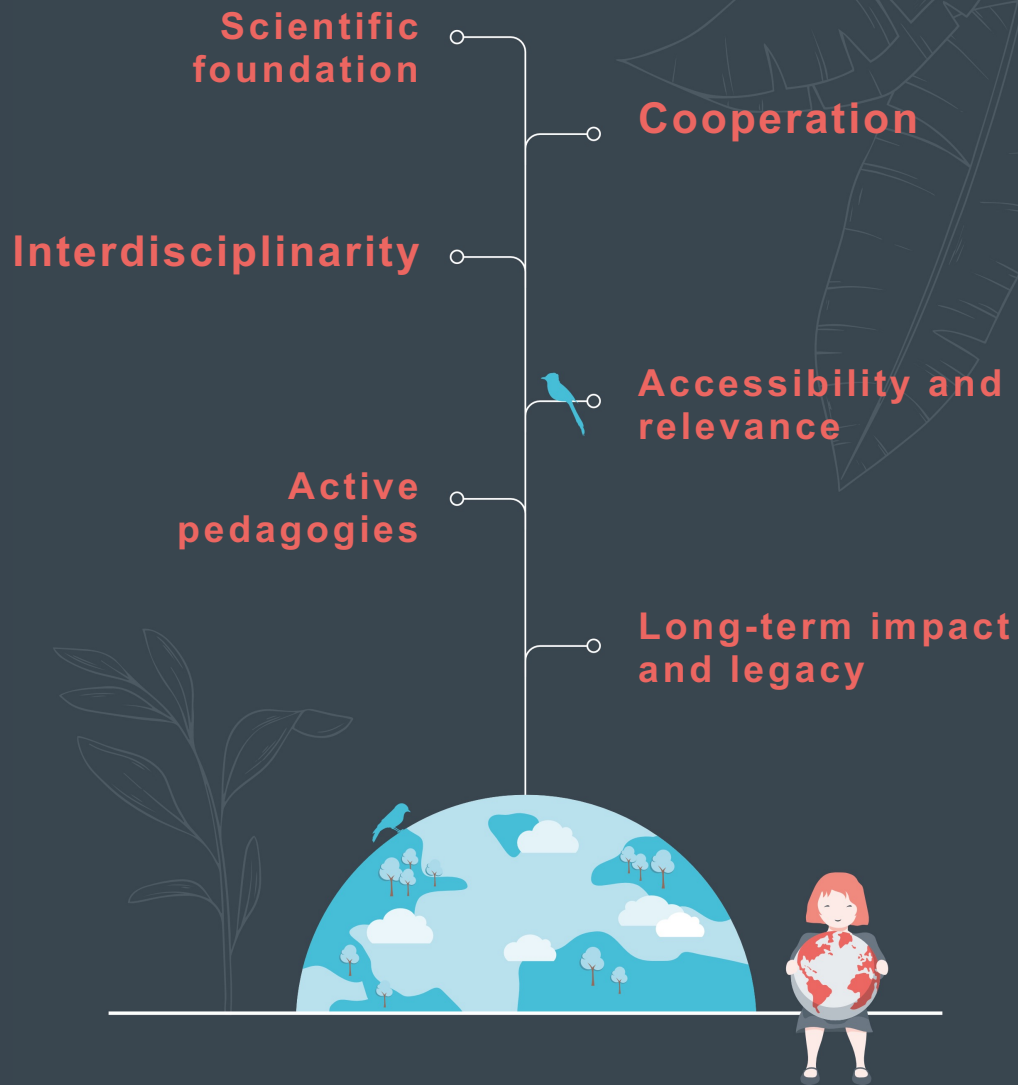 Scientific
foundation
Cooperation
Interdisciplinarity
Accessibility and
relevance
Active
pedagogies
Long-term impact
and legacy